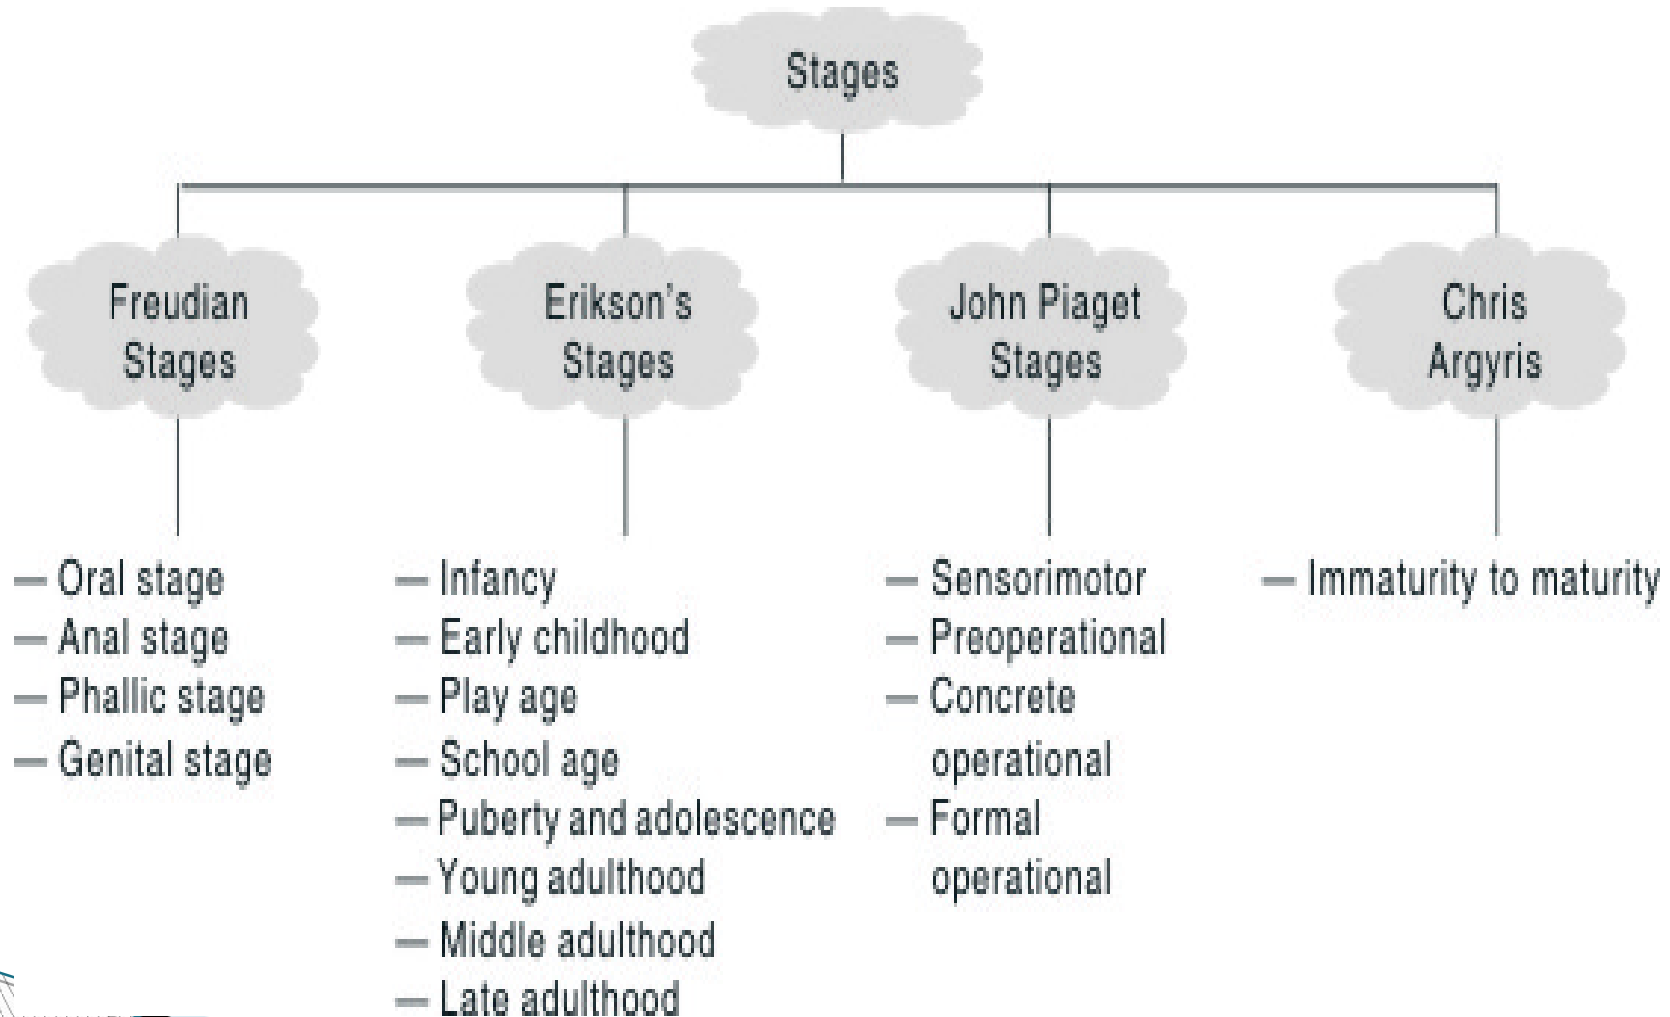 Stages
Freudian
Stages
Erikson's
Stages
John Piaget
Stages
Chris
Argyris
— Oral stage
— Anal stage
— Phallic stage
— Genital stage
— Infancy
— Early childhood
— Play age
— School age
— Puberty and adolescence
— Young adulthood
— Middle adulthood
— Late adulthood
— Sensorimotor
— Preoperational
— Concrete
operational
— Formal
operational
— Immaturity to maturity